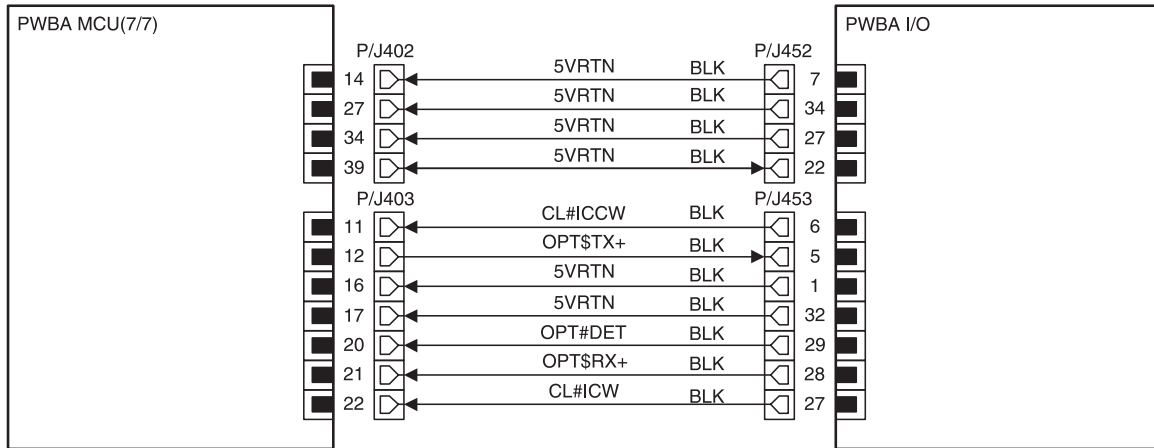 PWBA MCU(7/7) PWBA I/O
P/J402 P/J452
14 5VRTN BLK 7
27 5VRTN BLK 34
34 5VRTN BLK 27
39 5VRTN BLK 22
P/J403 P/J453
11 CL#ICCW BLK 6
12 OPT$TX+ BLK 5
16 5VRTN BLK 1
17 5VRTN BLK 32
20 OPT#DET BLK 29
21 OPT$RX+ BLK 28
22 CL#ICW BLK 27